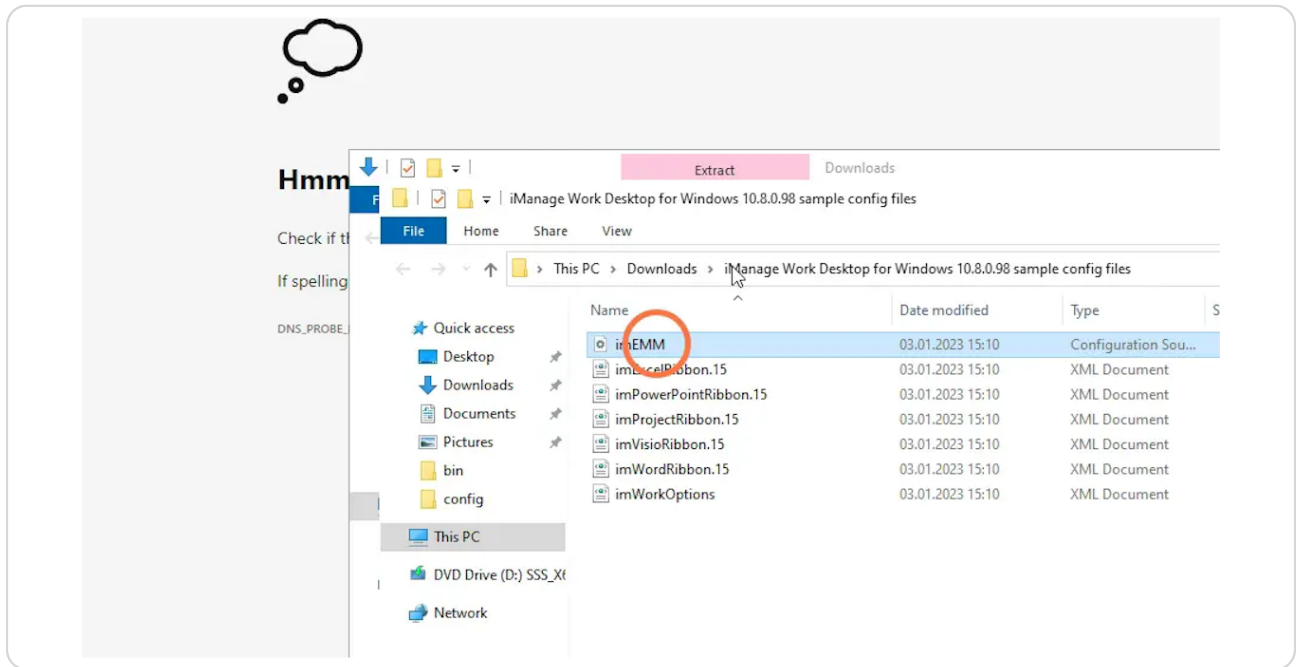 Extract Downloads
iManage Work Desktop for Windows 10.8.0.98 sample config files
File Home Share View
This PC > Downloads > iManage Work Desktop for Windows 10.8.0.98 sample config files
Hmm
Check if
If spelling
DNS_PROBE_
Quick access
Desktop
Downloads
Documents
Pictures
bin
config
This PC
DVD Drive (D:) SSS_X6
Network
Name Date modified Type
imEMM 03.01.2023 15:10 Configuration Sou...
imExcelRibbon.15 03.01.2023 15:10 XML Document
imPowerPointRibbon.15 03.01.2023 15:10 XML Document
imProjectRibbon.15 03.01.2023 15:10 XML Document
imVisioRibbon.15 03.01.2023 15:10 XML Document
imWordRibbon.15 03.01.2023 15:10 XML Document
imWorkOptions 03.01.2023 15:10 XML Document